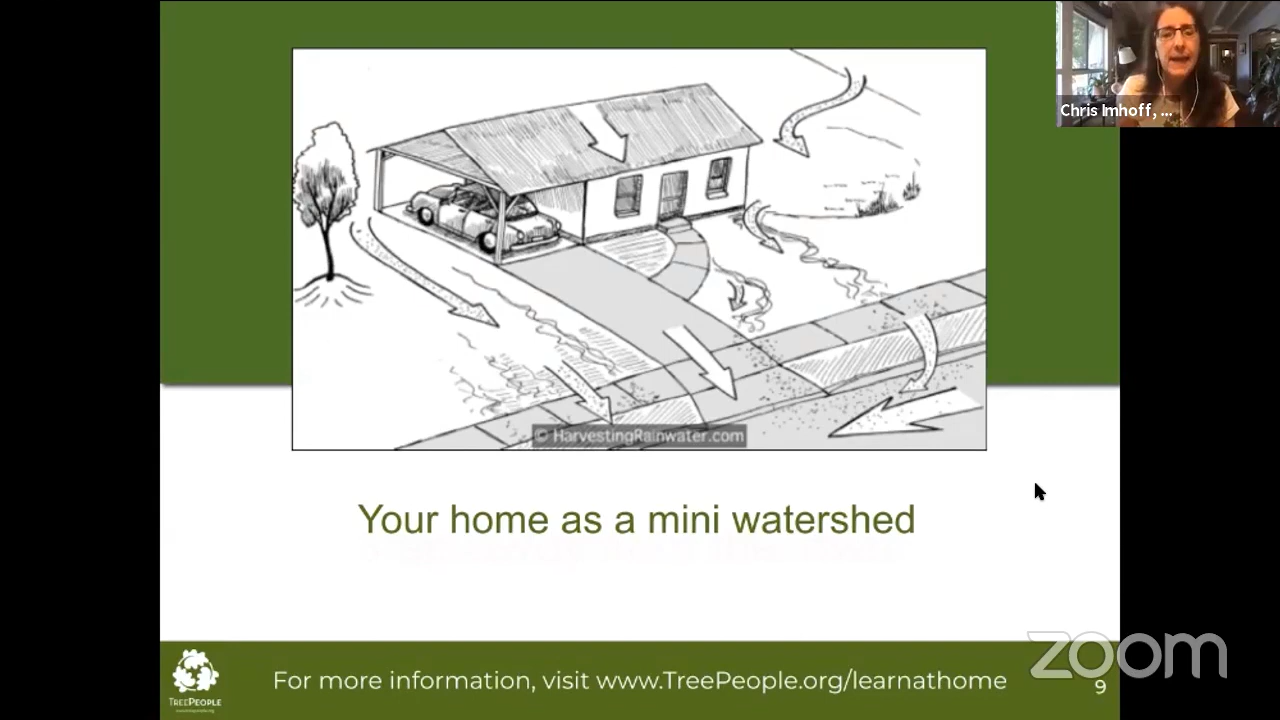 Chris Imhoff, ...
© HarvestingRainwater.com
Your home as a mini watershed
TREEPEOPLE
For more information, visit www.TreePeople.org/learnathome
9
zoom